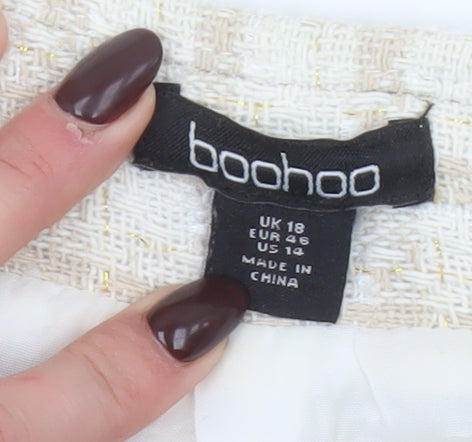 boohoo
UK 18
EUR 46
US 14
MADE IN
CHINA